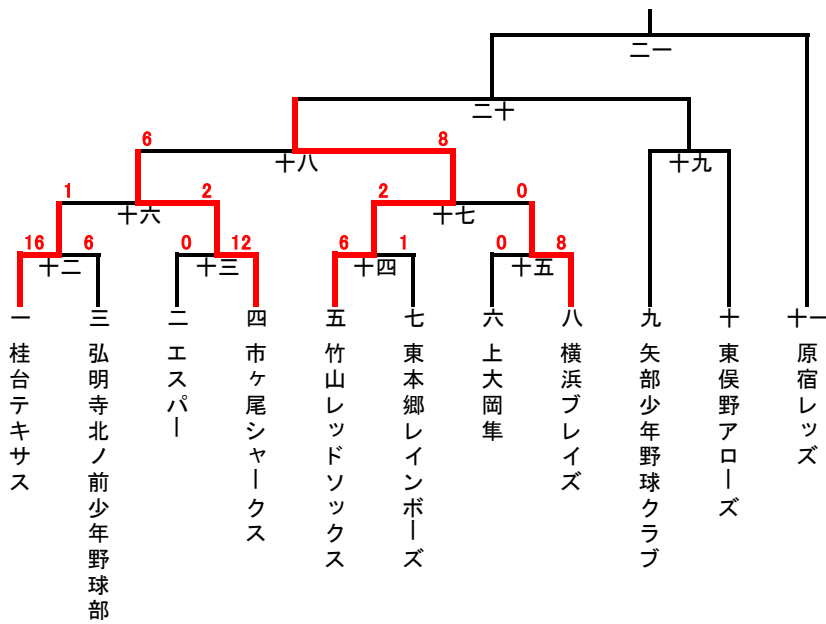 二一
二十
6
8
十八
十九
1
2
2
0
十六
十七
16
6
0
12
6
1
0
8
十二
十三
十四
十五
一
三
二
四
五
七
六
八
九
十
十一
桂台テキサス
弘明寺北ノ前少年野球部
エスパー
市ヶ尾シャークス
竹山レッドソックス
東本郷レインボーズ
上大岡隼
横浜ブレイズ
矢部少年野球クラブ
東俣野アローズ
原宿レッズ